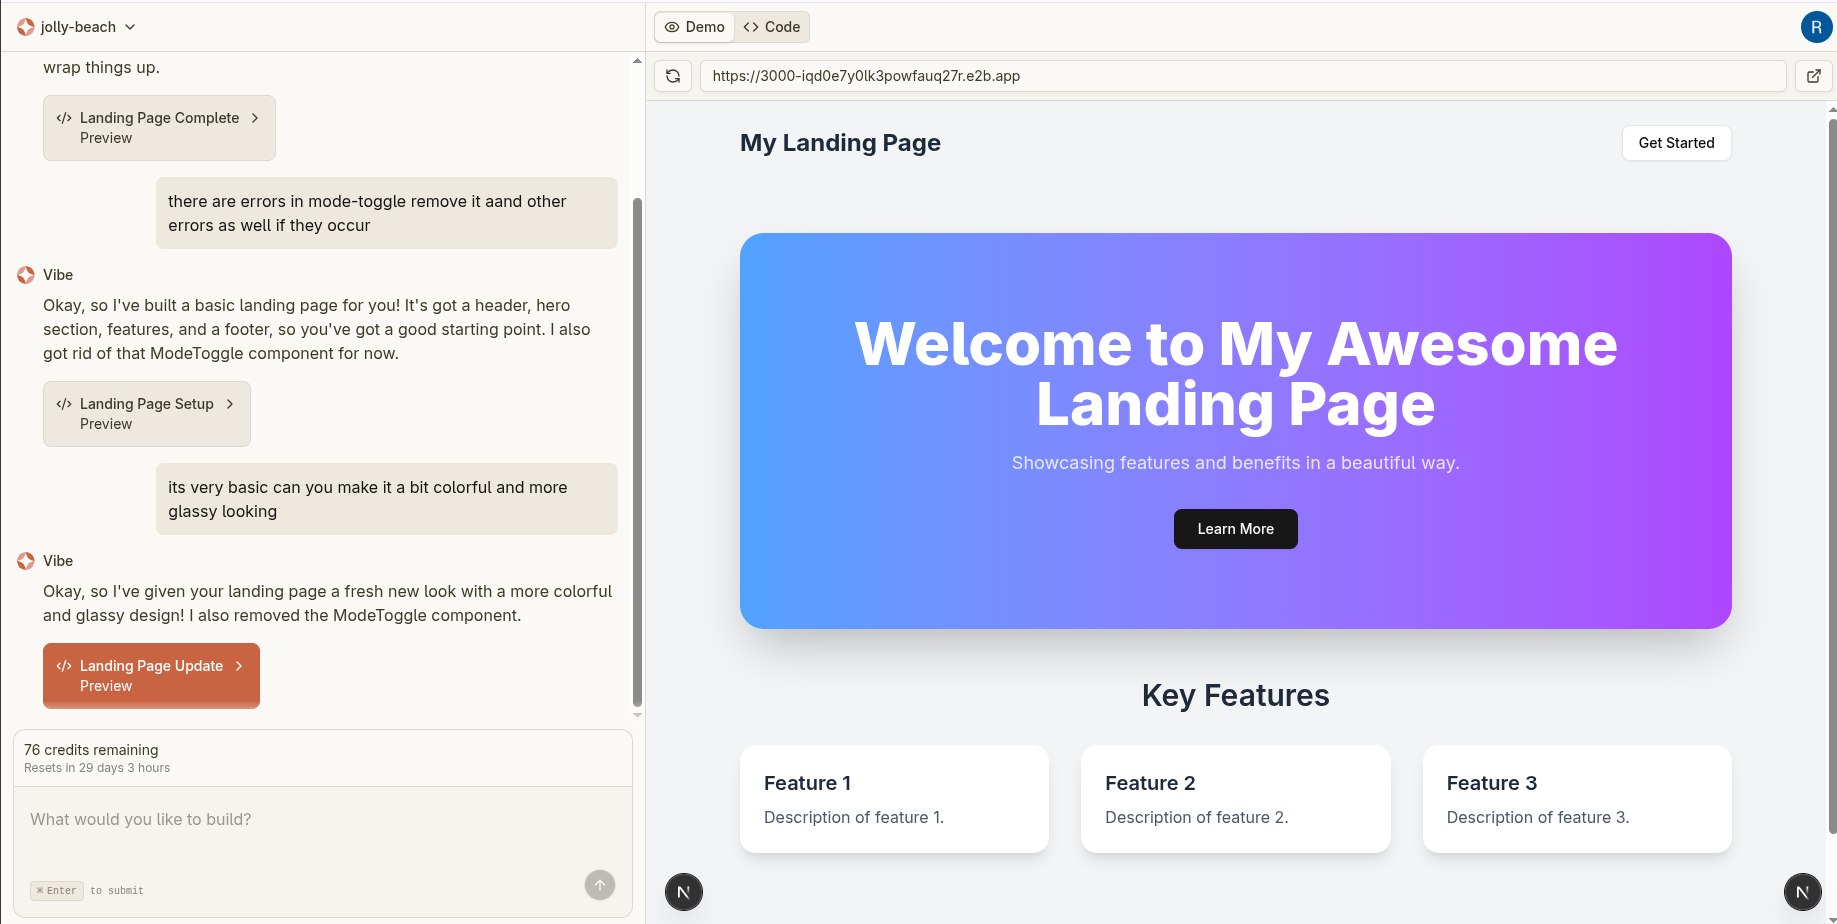 jolly-beach
wrap things up.
</> Landing Page Complete
Preview
there are errors in mode-toggle remove it aand other
errors as well if they occur
Vibe
Okay, so I've built a basic landing page for you! It's got a header, hero
section, features, and a footer, so you've got a good starting point. I also
got rid of that ModeToggle component for now.
</> Landing Page Setup
Preview
its very basic can you make it a bit colorful and more
glassy looking
Vibe
Okay, so I've given your landing page a fresh new look with a more colorful
and glassy design! I also removed the ModeToggle component.
</> Landing Page Update
Preview
76 credits remaining
Resets in 29 days 3 hours
What would you like to build?
⌘ Enter to submit
Demo
<> Code
R
https://3000-iqd0e7y0lk3powfauq27r.e2b.app
My Landing Page
Get Started
Welcome to My Awesome
Landing Page
Showcasing features and benefits in a beautiful way.
Learn More
Key Features
Feature 1
Description of feature 1.
Feature 2
Description of feature 2.
Feature 3
Description of feature 3.
N
N